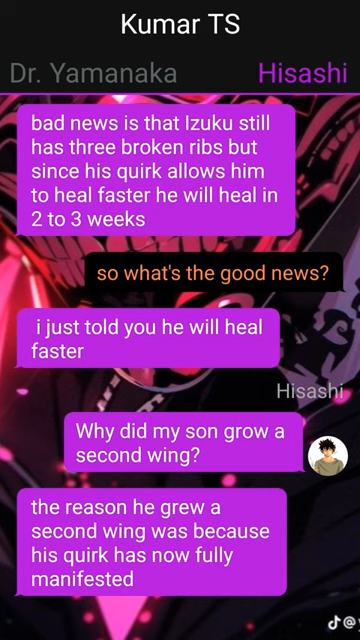 Kumar TS
Dr. Yamanaka
Hisashi
bad news is that Izuku still
has three broken ribs but
since his quirk allows him
to heal faster he will heal in
2 to 3 weeks
so what's the good news?
i just told you he will heal
faster
Hisashi
Why did my son grow a
second wing?
the reason he grew a
second wing was because
his quirk has now fully
manifested
@